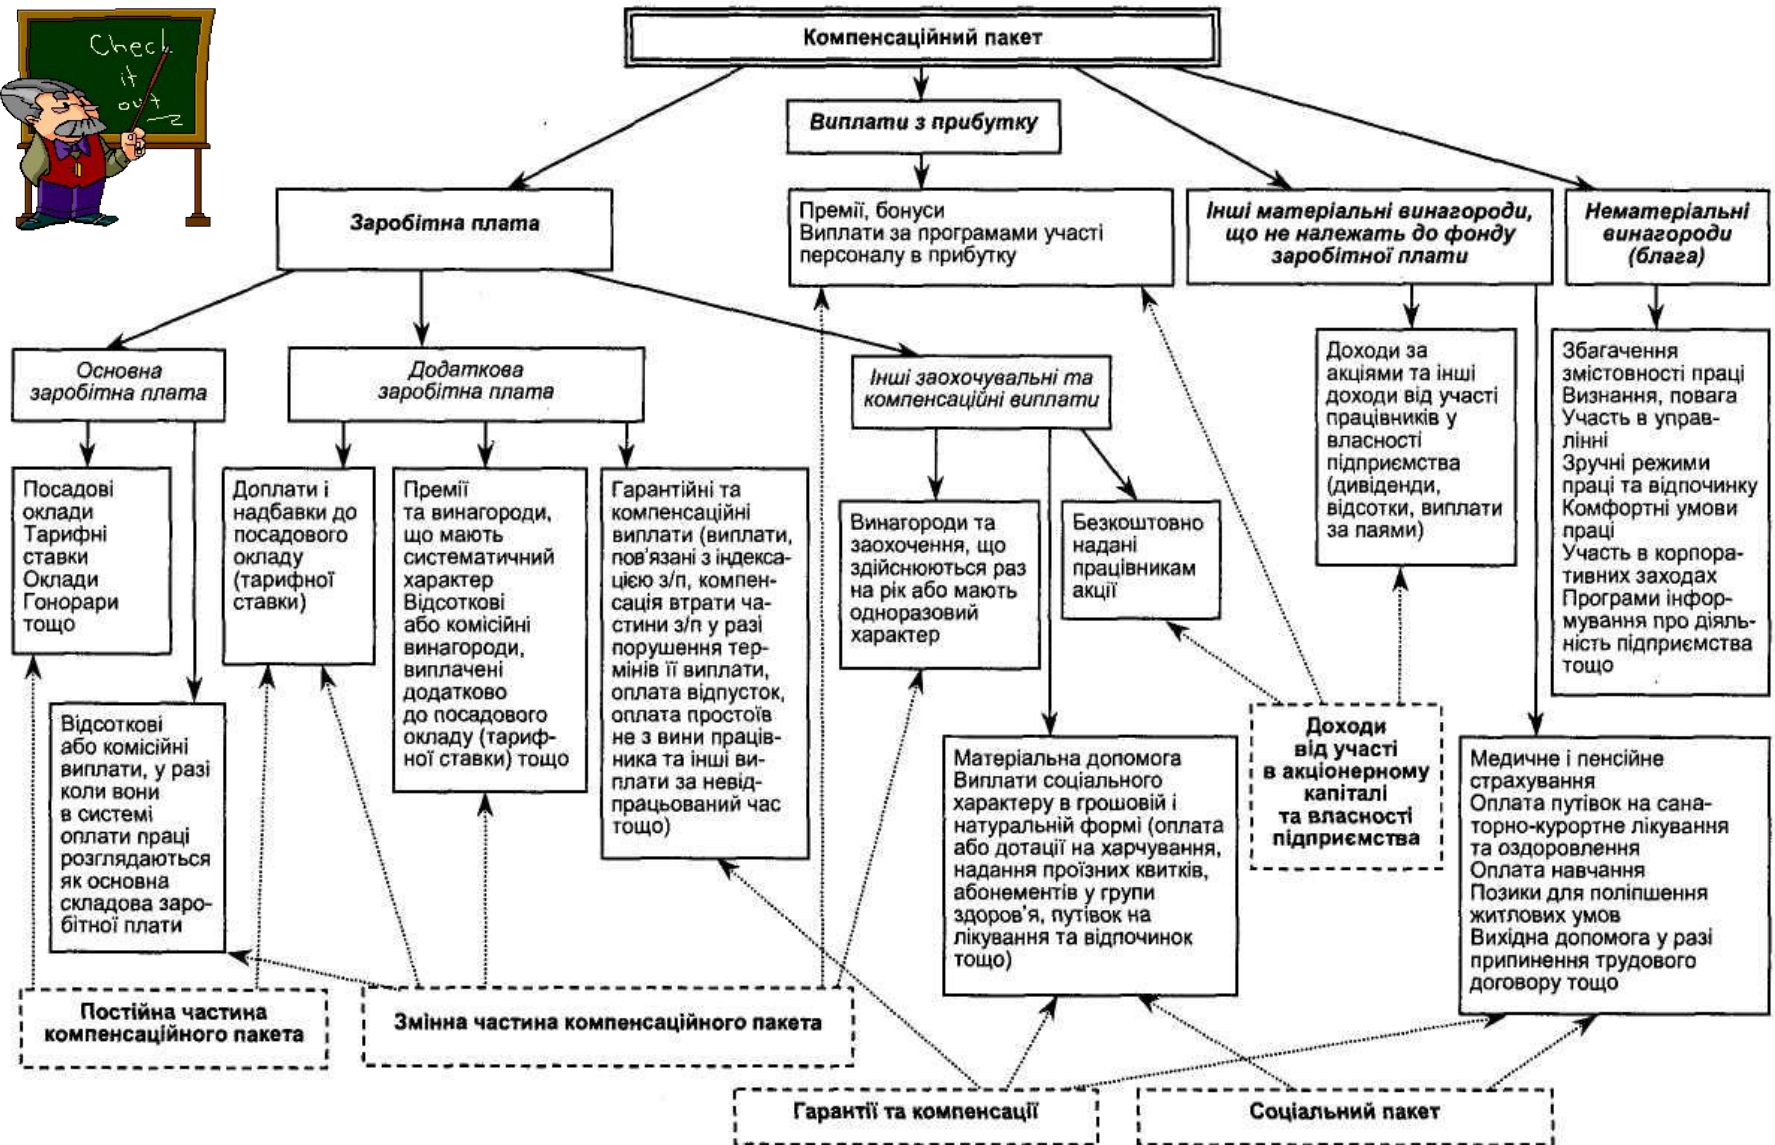 Check
it
out
Компенсаційний пакет
Виплати з прибутку
Заробітна плата
Премії, бонуси
Виплати за програмами участі
персоналу в прибутку
Інші матеріальні винагороди,
що не належать до фонду
заробітної плати
Нематеріальні
винагороди
(блага)
Основна
заробітна плата
Додаткова
заробітна плата
Інші заохочувальні та
компенсаційні виплати
Доходи за
акціями та інші
доходи від участі
працівників у
власності
підприємства
(дивіденди,
відсотки, виплати
за паями)
Збагачення
змістовності праці
Визнання, повага
Участь в управ-
лінні
Зручні режими
праці та відпочинку
Комфортні умови
праці
Участь в корпора-
тивних заходах
Програми інфор-
мування про діяль-
ність підприємства
тощо
Посадові
оклади
Тарифні
ставки
Оклади
Гонорари
тощо
Доплати і
надбавки до
посадового
окладу
(тарифної
ставки)
Премії
та винагороди,
що мають
систематичний
характер
Відсоткові
або комісійні
винагороди,
виплачені
додатково
до посадового
окладу (тариф-
ної ставки) тощо
Гарантійні та
компенсаційні
виплати (виплати,
пов'язані з індекса-
цією з/п, компен-
сація втрати ча-
стини з/п у разі
порушення тер-
мінів її виплати,
оплата відпусток,
оплата простоїв
не з вини праців-
ника та інші ви-
плати за невід-
працьований час
тощо)
Винагороди та
заохочення, що
здійснюються раз
на рік або мають
одноразовий
характер
Безкоштовно
надані
працівникам
акції
Відсоткові
або комісійні
виплати, у разі
коли вони
в системі
оплати праці
розглядаються
як основна
складова заро-
бітної плати
Матеріальна допомога
Виплати соціального
характеру в грошовій і
натуральній формі (оплата
або дотації на харчування,
надання проїзних квитків,
абонементів у групи
здоров'я, путівок на
лікування та відпочинок
тощо)
Доходи
від участі
в акціонерному
капіталі
та власності
підприємства
Медичне і пенсійне
страхування
Оплата путівок на сана-
торно-курортне лікування
та оздоровлення
Оплата навчання
Позики для поліпшення
житлових умов
Вихідна допомога у разі
припинення трудового
договору тощо
Постійна частина
компенсаційного пакета
Змінна частина компенсаційного пакета
Гарантії та компенсації
Соціальний пакет